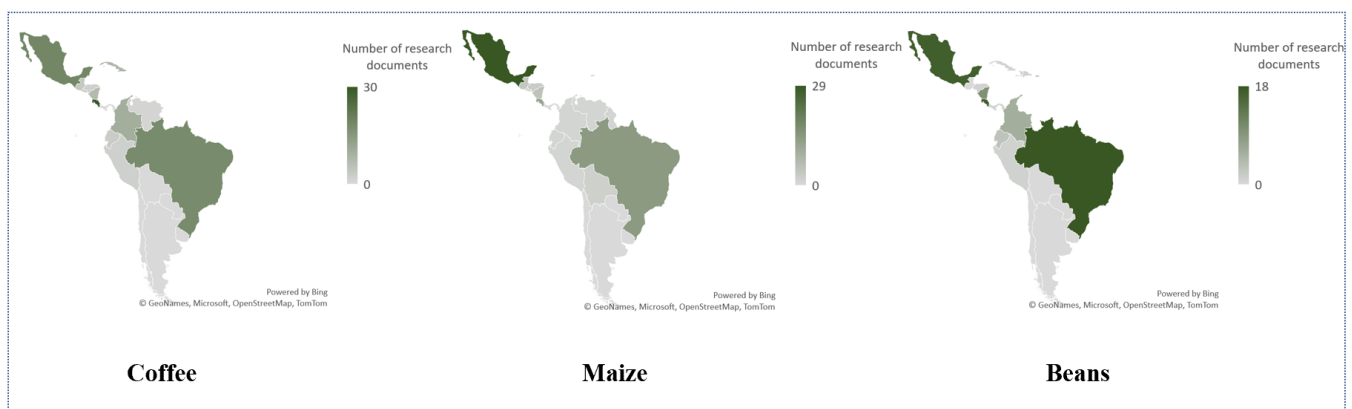 Number of research
documents
30
0
Powered by Bing
© GeoNames, Microsoft, OpenStreetMap, TomTom
Coffee
Number of research
documents
29
0
Powered by Bing
© GeoNames, Microsoft, OpenStreetMap, TomTom
Maize
Number of research
documents
18
0
Powered by Bing
© GeoNames, Microsoft, OpenStreetMap, TomTom
Beans